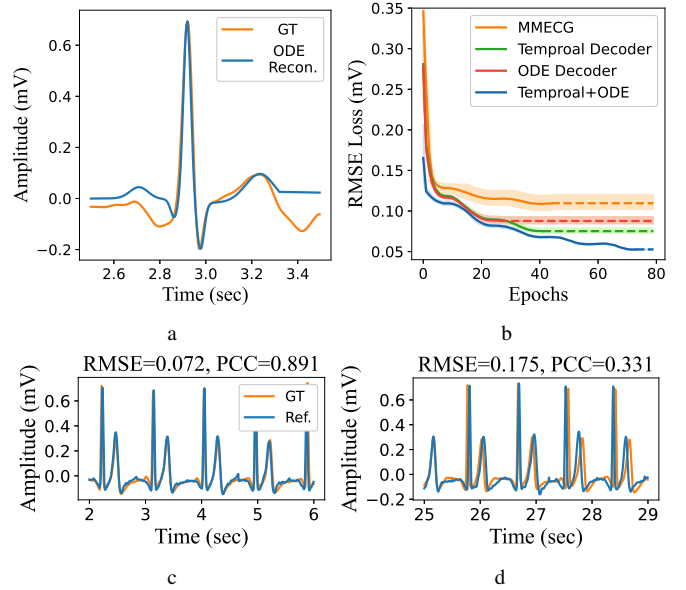 GT
ODE
Recon.
0.6
0.4
0.2
0.0
−0.2
Amplitude (mV)
2.6 2.8 3.0 3.2 3.4
Time (sec)
a
MMECG
Temproal Decoder
ODE Decoder
Temproal+ODE
0.35
0.30
0.25
0.20
0.15
0.10
0.05
RMSE Loss (mV)
0 20 40 60 80
Epochs
b
RMSE=0.072, PCC=0.891
GT
Ref.
0.6
0.4
0.2
0.0
Amplitude (mV)
2 3 4 5 6
Time (sec)
c
RMSE=0.175, PCC=0.331
0.6
0.4
0.2
0.0
−0.2
Amplitude (mV)
25 26 27 28 29
Time (sec)
d